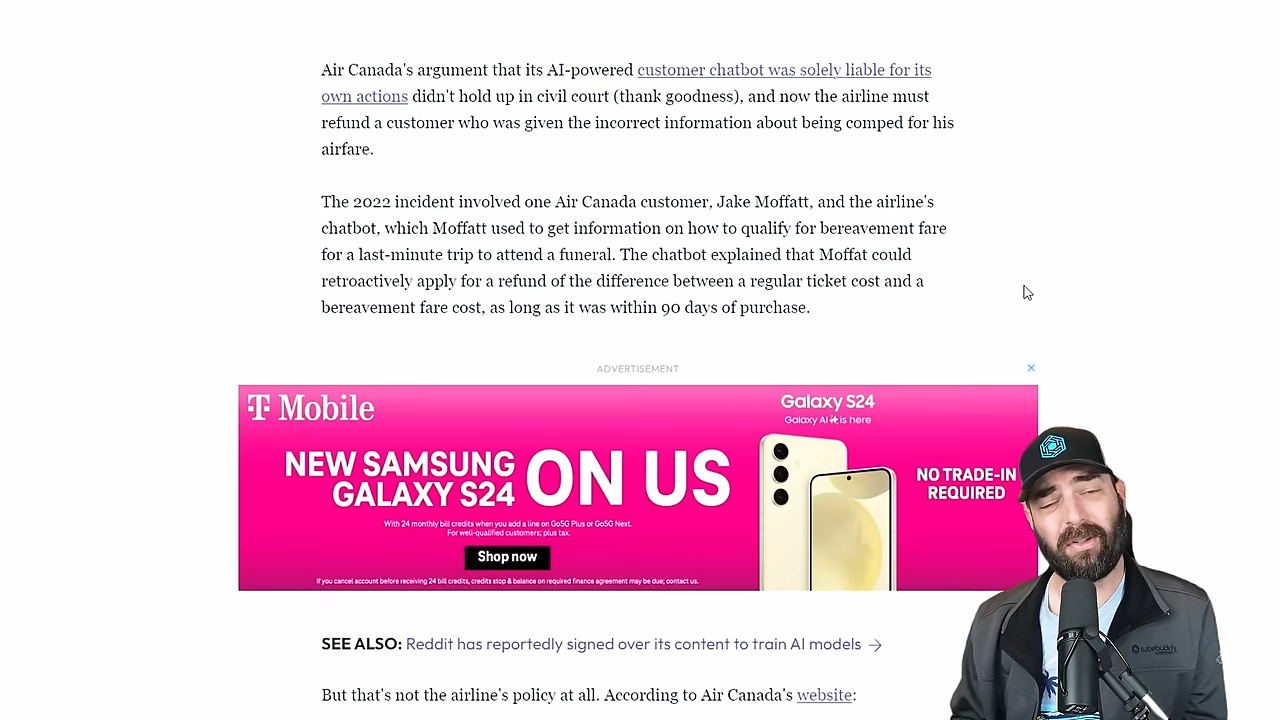 Air Canada's argument that its AI-powered customer chatbot was solely liable for its
own actions didn't hold up in civil court (thank goodness), and now the airline must
refund a customer who was given the incorrect information about being comped for his
airfare.
The 2022 incident involved one Air Canada customer, Jake Moffatt, and the airline's
chatbot, which Moffatt used to get information on how to qualify for bereavement fare
for a last-minute trip to attend a funeral. The chatbot explained that Moffat could
retroactively apply for a refund of the difference between a regular ticket cost and a
bereavement fare cost, as long as it was within 90 days of purchase.
ADVERTISEMENT
T Mobile
NEW SAMSUNG
GALAXY S24
ON US
With 24 monthly bill credits when you add a line on Go5G Plus or Go5G Next.
For well-qualified customers; plus tax.
Shop now
If you cancel account before receiving 24 bill credits, credits stop & balance on required finance agreement may be due; contact us.
Galaxy S24
Galaxy AI is here
NO TRADE-IN
REQUIRED
SEE ALSO: Reddit has reportedly signed over its content to train AI models →
But that's not the airline's policy at all. According to Air Canada's website:
tubebuddy